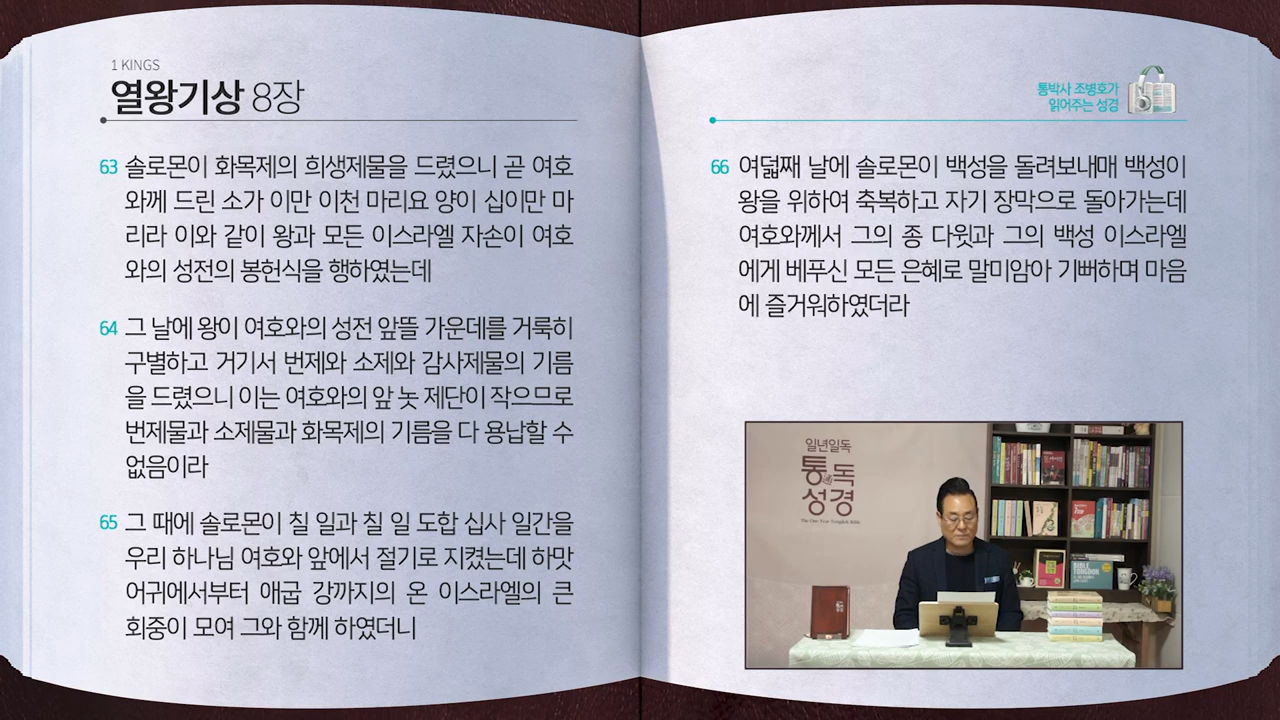 1 KINGS
열왕기상 8장
63 솔로몬이 화목제의 희생제물을 드렸으니 곧 여호
와께 드린 소가 이만 이천 마리요 양이 십이만 마
리라 이와 같이 왕과 모든 이스라엘 자손이 여호
와의 성전의 봉헌식을 행하였는데
64 그 날에 왕이 여호와의 성전 앞뜰 가운데를 거룩히
구별하고 거기서 번제와 소제와 감사제물의 기름
을 드렸으니 이는 여호와의 앞 놋 제단이 작으므로
번제물과 소제물과 화목제의 기름을 다 용납할 수
없음이라
65 그 때에 솔로몬이 칠 일과 칠 일 도합 십사 일간을
우리 하나님 여호와 앞에서 절기로 지켰는데 하맛
어귀에서부터 애굽 강까지의 온 이스라엘의 큰
회중이 모여 그와 함께 하였더니
통박사 조병호가
읽어주는 성경
66 여덟째 날에 솔로몬이 백성을 돌려보내매 백성이
왕을 위하여 축복하고 자기 장막으로 돌아가는데
여호와께서 그의 종 다윗과 그의 백성 이스라엘
에게 베푸신 모든 은혜로 말미암아 기뻐하며 마음
에 즐거워하였더라
일년일독
통독
성경
The One Year Tongdok Bible
BIBLE
TONGDOK